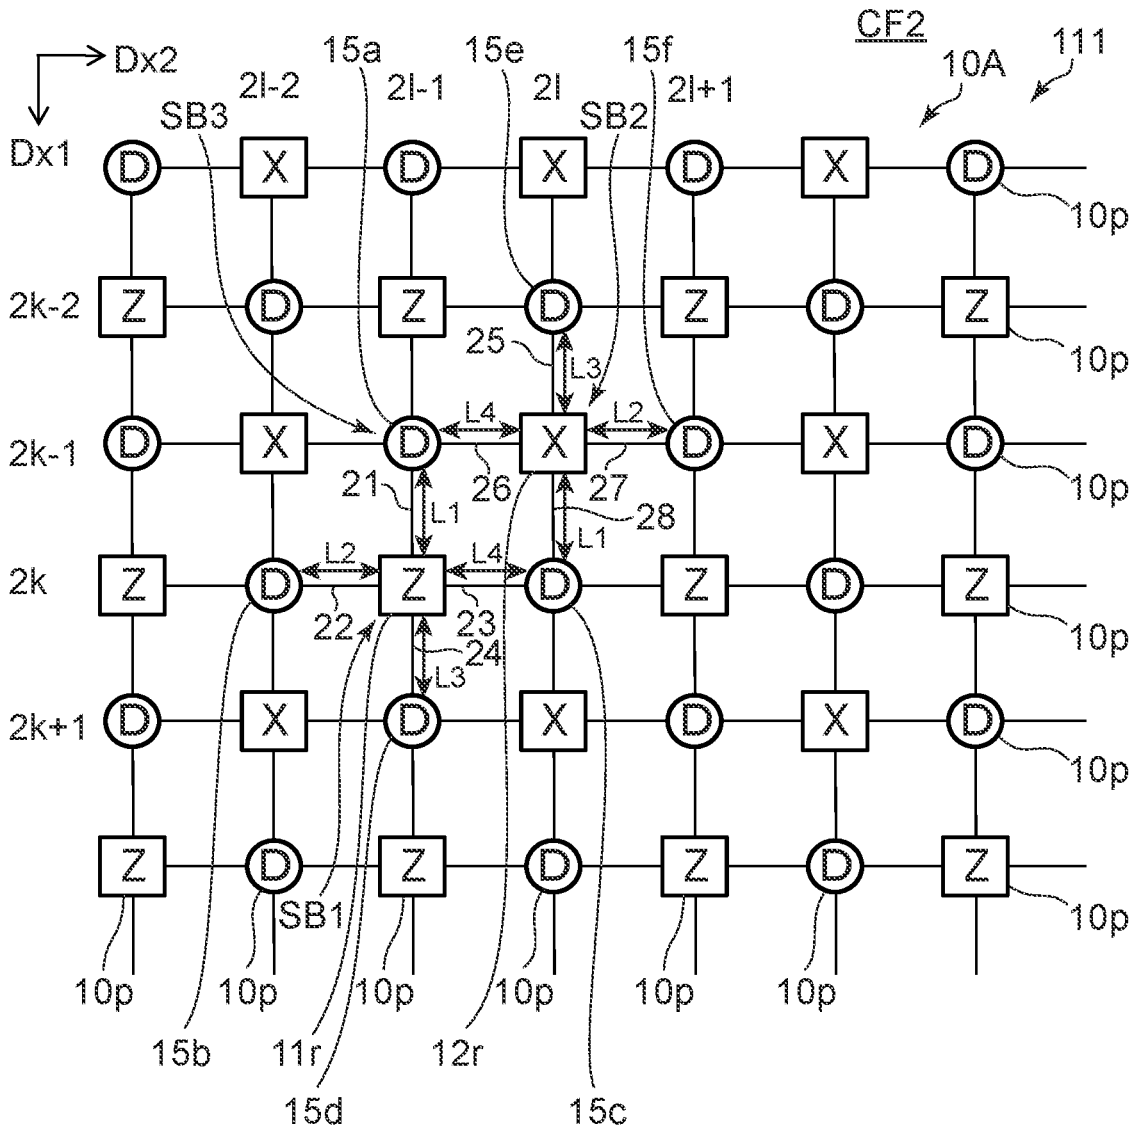 CF2
15a 15e 15f 111
Dx2 10A
2l-2 2l-1 2l 2l+1
SB3 SB2
Dx1
D X D X D X D
10p
2k-2 Z D Z D Z D Z
10p
25 L3
L4 L2
2k-1 D X D X D X D
21 26 27 10p
L1 28 L1
L2 L4
2k Z D Z D Z D Z
22 23
24 10p
L3
2k+1 D X D X D X D
10p
Z D Z D Z D Z
SB1 10p
10p 10p 10p 10p 10p 10p
15b 11r 12r
15d 15c